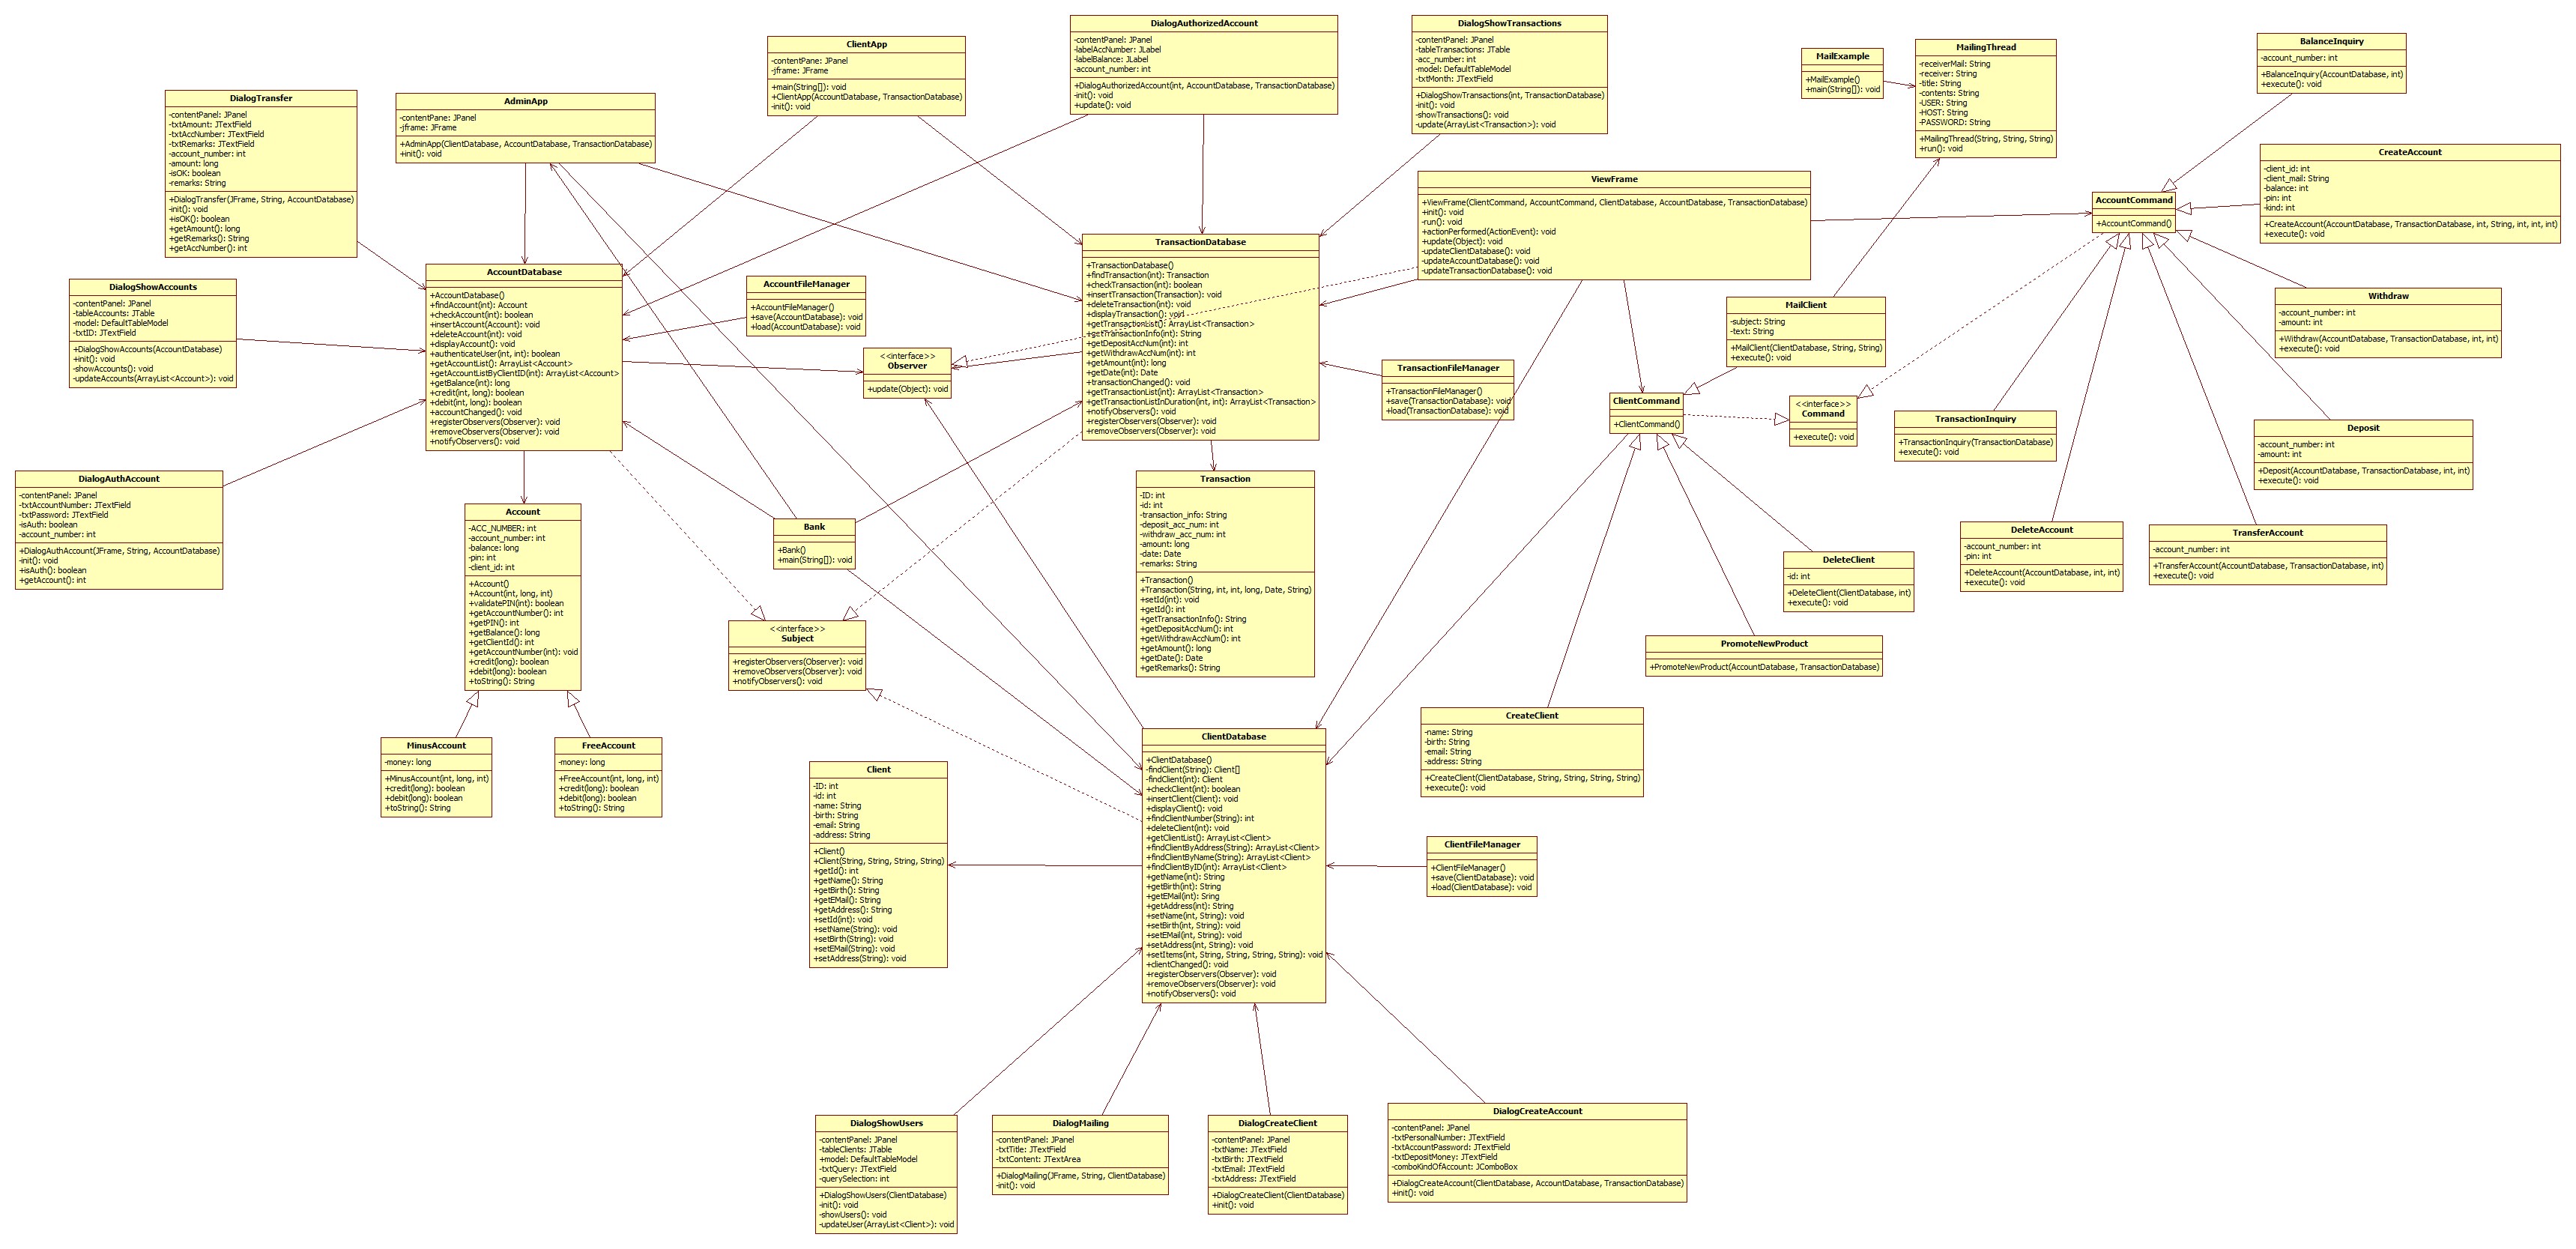 DialogTransfer
-contentPanel: JPanel
-txtAmount: JTextField
-txtAccNumber: JTextField
-txtRemarks: JTextField
-account_number: int
-amount: long
-isOK: boolean
-remarks: String
+DialogTransfer(JFrame, String, AccountDatabase)
-init(): void
+isOK(): boolean
+getAmount(): long
+getRemarks(): String
+getAccNumber(): int
AdminApp
-contentPane: JPanel
-jframe: JFrame
+AdminApp(ClientDatabase, AccountDatabase, TransactionDatabase)
+init(): void
ClientApp
-contentPane: JPanel
-jframe: JFrame
+main(String[]): void
+ClientApp(AccountDatabase, TransactionDatabase)
-init(): void
DialogAuthorizedAccount
-contentPanel: JPanel
-labelAccNumber: JLabel
-labelBalance: JLabel
-account_number: int
+DialogAuthorizedAccount(int, AccountDatabase, TransactionDatabase)
-init(): void
+update(): void
DialogShowTransactions
-contentPanel: JPanel
-tableTransactions: JTable
-acc_number: int
-model: DefaultTableModel
-txtMonth: JTextField
+DialogShowTransactions(int, TransactionDatabase)
-init(): void
-showTransactions(): void
-update(ArrayList<Transaction>): void
MailExample
+MailExample()
+main(String[]): void
MailingThread
-receiverMail: String
-receiver: String
-title: String
-contents: String
-USER: String
-HOST: String
-PASSWORD: String
+MailingThread(String, String, String)
+run(): void
BalanceInquiry
-account_number: int
+BalanceInquiry(AccountDatabase, int)
+execute(): void
CreateAccount
-client_id: int
-client_mail: String
-balance: int
-pin: int
-kind: int
+CreateAccount(AccountDatabase, TransactionDatabase, int, String, int, int, int)
+execute(): void
ViewFrame
+ViewFrame(ClientCommand, AccountCommand, ClientDatabase, AccountDatabase, TransactionDatabase)
+init(): void
-run(): void
+actionPerformed(ActionEvent): void
+update(Object): void
-updateClientDatabase(): void
-updateAccountDatabase(): void
-updateTransactionDatabase(): void
AccountCommand
+AccountCommand()
AccountDatabase
+AccountDatabase()
+findAccount(int): Account
+checkAccount(int): boolean
+insertAccount(Account): void
+deleteAccount(int): void
+displayAccount(): void
+authenticateUser(int, int): boolean
+getAccountList(): ArrayList<Account>
+getAccountListByClientID(int): ArrayList<Account>
+getBalance(int): long
+credit(int, long): boolean
+debit(int, long): boolean
+accountChanged(): void
+registerObservers(Observer): void
+removeObservers(Observer): void
+notifyObservers(): void
TransactionDatabase
+TransactionDatabase()
+findTransaction(int): Transaction
+checkTransaction(int): boolean
+insertTransaction(Transaction): void
+deleteTransaction(int): void
+displayTransaction(): void
+getTransactionList(): ArrayList<Transaction>
+getTransactionInfo(int): String
+getDepositAccNum(int): int
+getWithdrawAccNum(int): int
+getAmount(int): long
+getDate(int): Date
+transactionChanged(): void
+getTransactionList(int): ArrayList<Transaction>
+getTransactionListInDuration(int, int): ArrayList<Transaction>
+notifyObservers(): void
+registerObservers(Observer): void
+removeObservers(Observer): void
DialogShowAccounts
-contentPanel: JPanel
-tableAccounts: JTable
-model: DefaultTableModel
-txtID: JTextField
+DialogShowAccounts(AccountDatabase)
+init(): void
-showAccounts(): void
-updateAccounts(ArrayList<Account>): void
AccountFileManager
+AccountFileManager()
+save(AccountDatabase): void
+load(AccountDatabase): void
<<interface>>
Observer
+update(Object): void
TransactionFileManager
+TransactionFileManager()
+save(TransactionDatabase): void
+load(TransactionDatabase): void
MailClient
-subject: String
-text: String
+MailClient(ClientDatabase, String, String)
+execute(): void
Withdraw
-account_number: int
-amount: int
+Withdraw(AccountDatabase, TransactionDatabase, int, int)
+execute(): void
ClientCommand
+ClientCommand()
<<interface>>
Command
+execute(): void
TransactionInquiry
+TransactionInquiry(TransactionDatabase)
+execute(): void
Deposit
-account_number: int
-amount: int
+Deposit(AccountDatabase, TransactionDatabase, int, int)
+execute(): void
DialogAuthAccount
-contentPanel: JPanel
-txtAccountNumber: JTextField
-txtPassword: JTextField
-isAuth: boolean
-account_number: int
+DialogAuthAccount(JFrame, String, AccountDatabase)
-init(): void
+isAuth(): boolean
+getAccount(): int
Account
-ACC_NUMBER: int
-account_number: int
-balance: long
-pin: int
-client_id: int
+Account()
+Account(int, long, int)
+validatePIN(int): boolean
+getAccountNumber(): int
+getPIN(): int
+getBalance(): long
+getClientId(): int
+getAccountNumber(int): void
+credit(long): boolean
+debit(long): boolean
+toString(): String
Bank
+Bank()
+main(String[]): void
Transaction
-ID: int
-id: int
-transaction_info: String
-deposit_acc_num: int
-withdraw_acc_num: int
-amount: long
-date: Date
-remarks: String
+Transaction()
+Transaction(String, int, int, long, Date, String)
+setId(int): void
+getId(): int
+getTransactionInfo(): String
+getDepositAccNum(): int
+getWithdrawAccNum(): int
+getAmount(): long
+getDate(): Date
+getRemarks(): String
DeleteClient
-id: int
+DeleteClient(ClientDatabase, int)
+execute(): void
DeleteAccount
-account_number: int
-pin: int
+DeleteAccount(AccountDatabase, int, int)
+execute(): void
TransferAccount
-account_number: int
+TransferAccount(AccountDatabase, TransactionDatabase, int)
+execute(): void
<<interface>>
Subject
+registerObservers(Observer): void
+removeObservers(Observer): void
+notifyObservers(): void
PromoteNewProduct
+PromoteNewProduct(AccountDatabase, TransactionDatabase)
MinusAccount
-money: long
+MinusAccount(int, long, int)
+credit(long): boolean
+debit(long): boolean
+toString(): String
FreeAccount
-money: long
+FreeAccount(int, long, int)
+credit(long): boolean
+debit(long): boolean
+toString(): String
CreateClient
-name: String
-birth: String
-email: String
-address: String
+CreateClient(ClientDatabase, String, String, String, String)
+execute(): void
Client
-ID: int
-id: int
-name: String
-birth: String
-email: String
-address: String
+Client()
+Client(String, String, String, String)
+getId(): int
+getName(): String
+getBirth(): String
+getEMail(): String
+getAddress(): String
+setId(int): void
+setName(String): void
+setBirth(String): void
+setEMail(String): void
+setAddress(String): void
ClientDatabase
+ClientDatabase()
-findClient(String): Client[]
-findClient(int): Client
+checkClient(int): boolean
+insertClient(Client): void
+displayClient(): void
+findClientNumber(String): int
+deleteClient(int): void
+getClientList(): ArrayList<Client>
+findClientByAddress(String): ArrayList<Client>
+findClientByName(String): ArrayList<Client>
+findClientByID(int): ArrayList<Client>
+getName(int): String
+getBirth(int): String
+getEMail(int): Sring
+getAddress(int): String
+setName(int, String): void
+setBirth(int, String): void
+setEMail(int, String): void
+setAddress(int, String): void
+setItems(int, String, String, String, String): void
+clientChanged(): void
+registerObservers(Observer): void
+removeObservers(Observer): void
+notifyObservers(): void
ClientFileManager
+ClientFileManager()
+save(ClientDatabase): void
+load(ClientDatabase): void
DialogShowUsers
-contentPanel: JPanel
-tableClients: JTable
+model: DefaultTableModel
-txtQuery: JTextField
-querySelection: int
+DialogShowUsers(ClientDatabase)
-init(): void
-showUsers(): void
-updateUser(ArrayList<Client>): void
DialogMailing
-contentPanel: JPanel
-txtTitle: JTextField
-txtContent: JTextArea
+DialogMailing(JFrame, String, ClientDatabase)
-init(): void
DialogCreateClient
-contentPanel: JPanel
-txtName: JTextField
-txtBirth: JTextField
-txtEmail: JTextField
-txtAddress: JTextField
+DialogCreateClient(ClientDatabase)
+init(): void
DialogCreateAccount
-contentPanel: JPanel
-txtPersonalNumber: JTextField
-txtAccountPassword: JTextField
-txtDepositMoney: JTextField
-comboKindOfAccount: JComboBox
+DialogCreateAccount(ClientDatabase, AccountDatabase, TransactionDatabase)
+init(): void